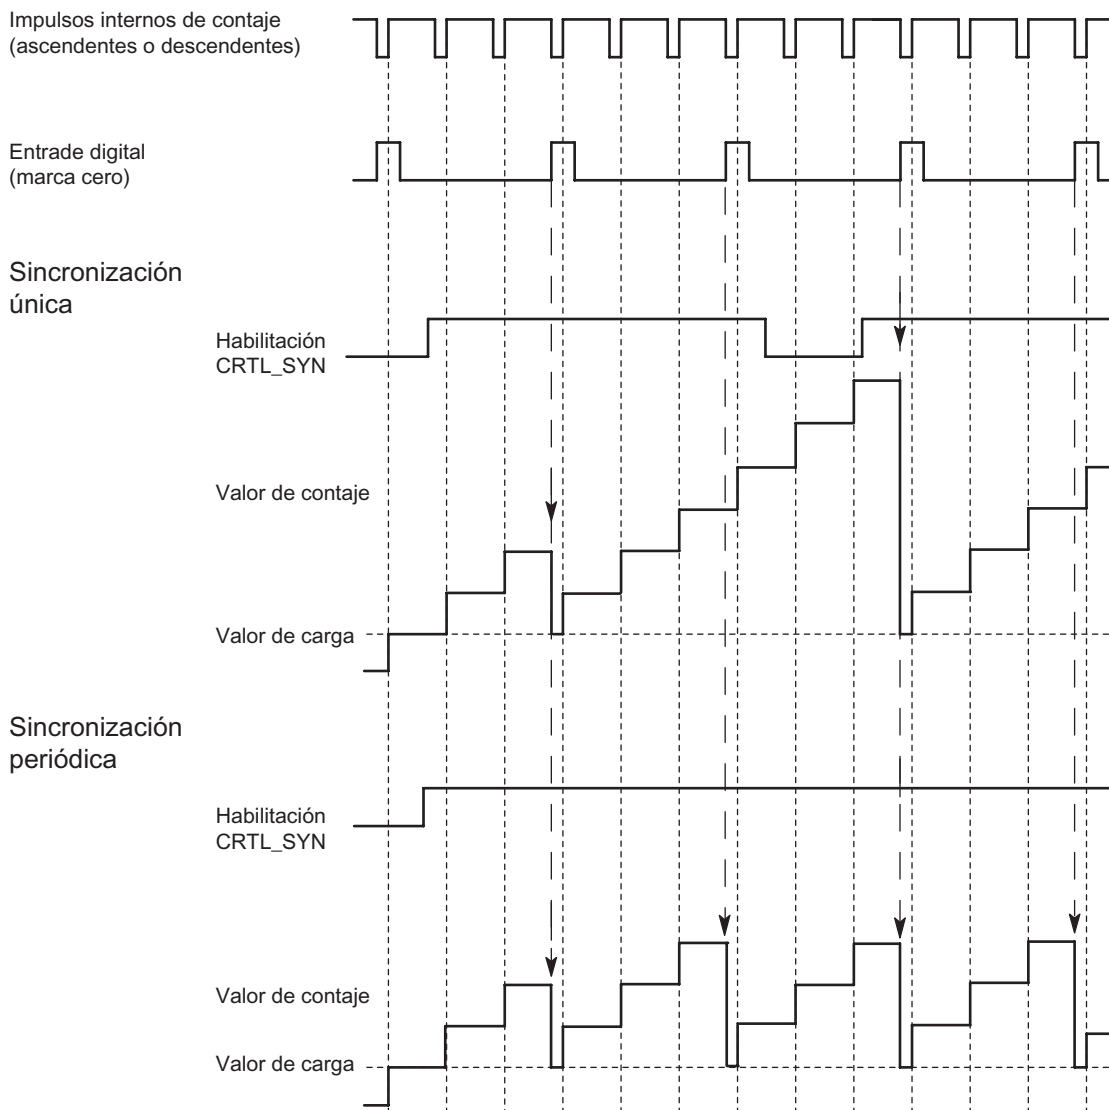 Impulsos internos de contaje
(ascendentes o descendentes)
Entrade digital
(marca cero)
Sincronización
única
Habilitación
CRTL_SYN
Valor de contaje
Valor de carga
Sincronización
periódica
Habilitación
CRTL_SYN
Valor de contaje
Valor de carga